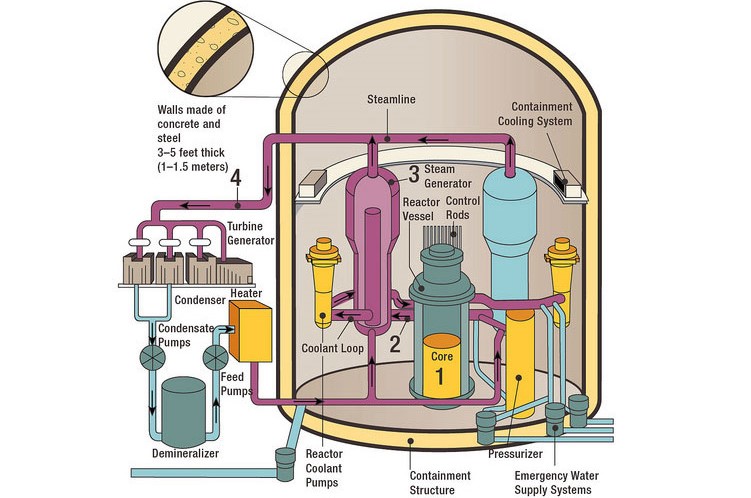 Walls made of
concrete and
steel
3–5 feet thick
(1–1.5 meters)
Steamline
Containment
Cooling System
4
3 Steam
Generator
Reactor
Vessel
Control
Rods
Turbine
Generator
Condenser
Heater
Condensate
Pumps
Coolant Loop
2
Core
1
Feed
Pumps
Demineralizer
Reactor
Coolant
Pumps
Containment
Structure
Pressurizer
Emergency Water
Supply Systems